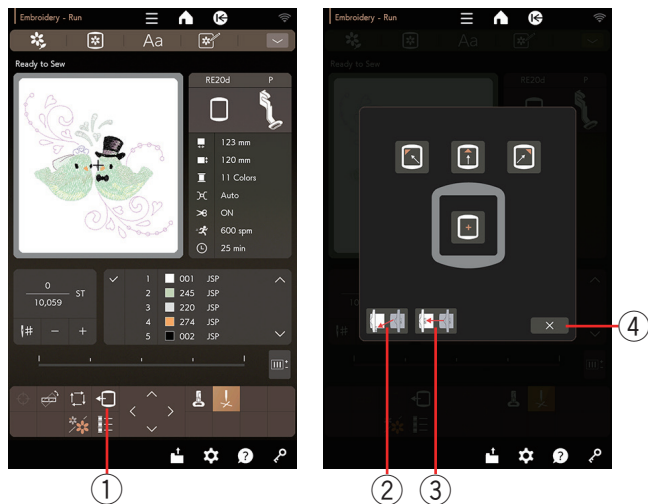 Embroidery - Run
Aa
Ready to Sew
RE20d P
123 mm
120 mm
11 Colors
Auto
ON
600 spm
25 min
0
10,059
ST
1 001 JSP
2 245 JSP
3 220 JSP
4 274 JSP
5 002 JSP
#
- +
?
1
Embroidery - Run
Aa
Ready to Sew
RE20d P
10
#
?
4
2
3